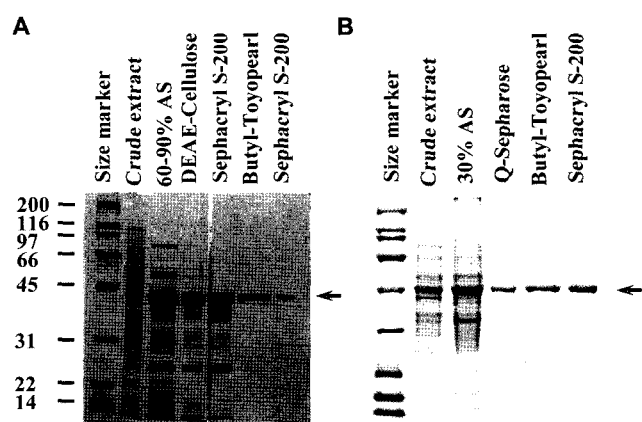 A
Size marker
Crude extract
60-90% AS
DEAE-Cellulose
Sephacryl S-200
Butyl-Toyopearl
Sephacryl S-200
200
116
97
66
45
31
22
14
B
Size marker
Crude extract
30% AS
Q-Sepharose
Butyl-Toyopearl
Sephacryl S-200